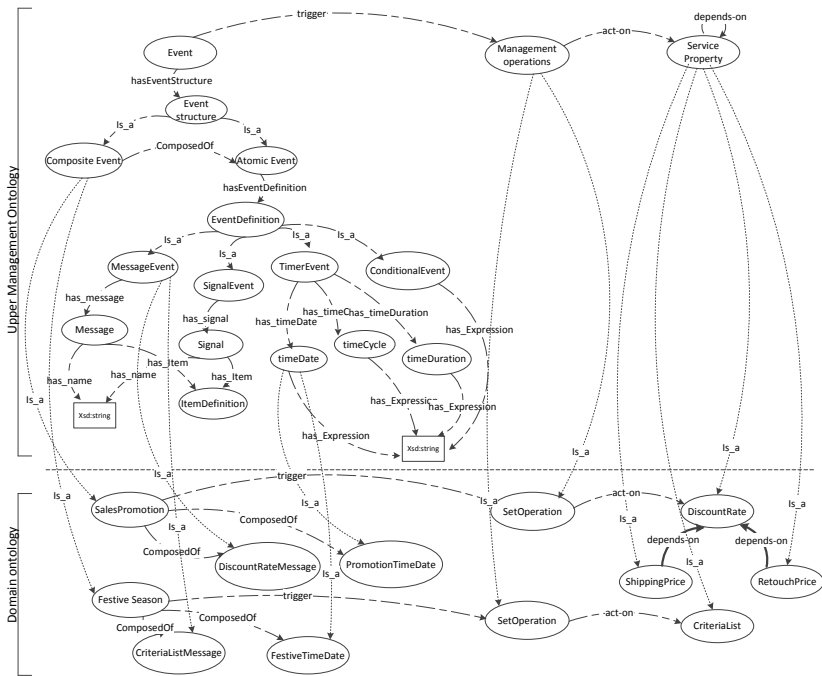 Upper Management Ontology
trigger
depends-on
Event
Management
operations
act-on
Service
Property
hasEventStructure
Event
structure
Is_a
Is_a
Composite Event
ComposedOf
Atomic Event
hasEventDefinition
EventDefinition
Is_a
Is_a
Is_a
Is_a
MessageEvent
SignalEvent
TimerEvent
ConditionalEvent
has_message
has_signal
has_timeDate
has_timeC
has_timeDuration
has_Expression
Message
Signal
timeDate
timeCycle
timeDuration
has_name
has_name
has_Item
has_Item
Xsd:string
ItemDefinition
has_Expression
has_Expression
has_Expression
Xsd:string
Is_a
Is_a
Is_a
Is_a
Domain ontology
SalesPromotion
trigger
Is_a
Is_a
Is_a
SetOperation
act-on
DiscountRate
Is_a
ComposedOf
Is_a
ComposedOf
DiscountRateMessage
PromotionTimeDate
Is_a
depends-on
depends-on
Is_a
Is_a
ShippingPrice
RetouchPrice
Festive Season
trigger
ComposedOf
ComposedOf
SetOperation
act-on
CriteriaList
CriteriaListMessage
FestiveTimeDate